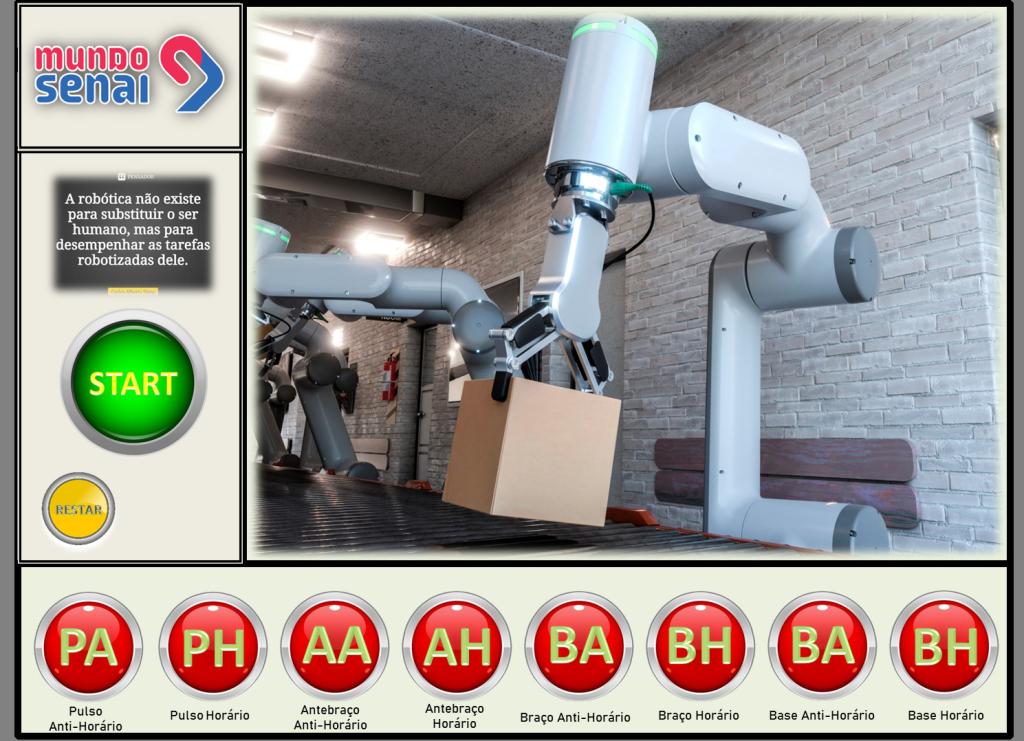 mundo
senai
PENSADOR
A robótica não existe
para substituir o ser
humano, mas para
desempenhar as tarefas
robotizadas dele.
START
RESTAR
PA
PH
AA
AH
BA
BH
BA
BH
Pulso
Anti-Horário
Pulso Horário
Antebraço
Anti-Horário
Antebraço
Horário
Braço Anti-Horário
Braço Horário
Base Anti-Horário
Base Horário